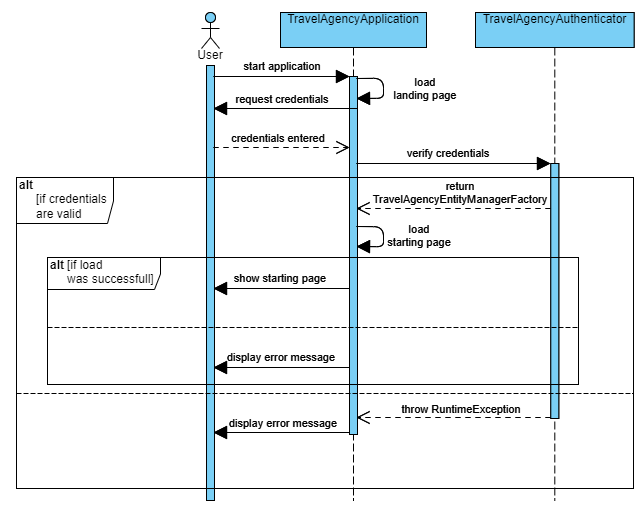 TravelAgencyApplication
TravelAgencyAuthenticator
User
start application
load
landing page
request credentials
credentials entered
verify credentials
alt
[if credentials
are valid
return
TravelAgencyEntityManagerFactory
load
starting page
alt [if load
was successfull]
show starting page
display error message
throw RuntimeException
display error message